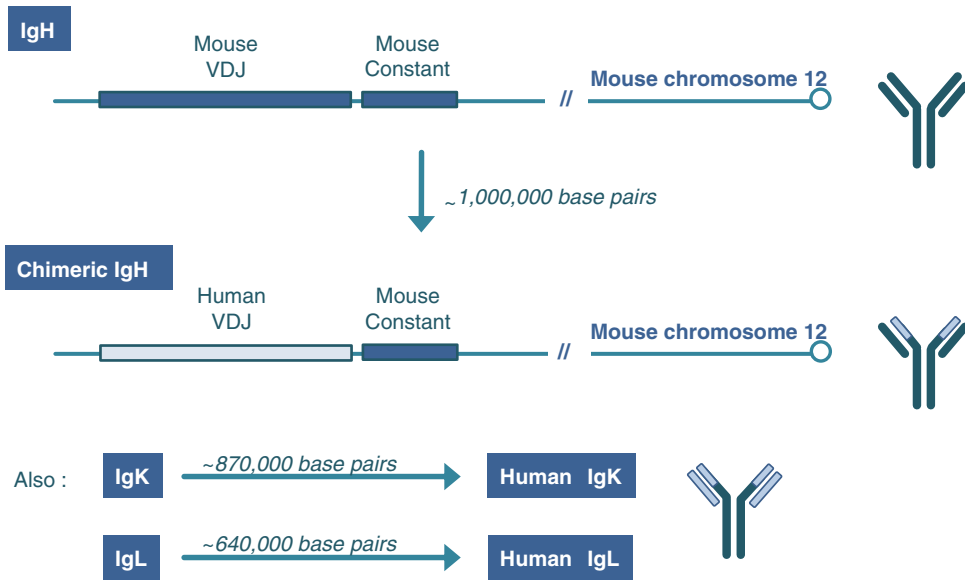 IgH
Mouse
VDJ
Mouse
Constant
//
Mouse chromosome 12
~1,000,000 base pairs
Chimeric IgH
Human
VDJ
Mouse
Constant
//
Mouse chromosome 12
Also :
IgK
~870,000 base pairs
Human IgK
IgL
~640,000 base pairs
Human IgL